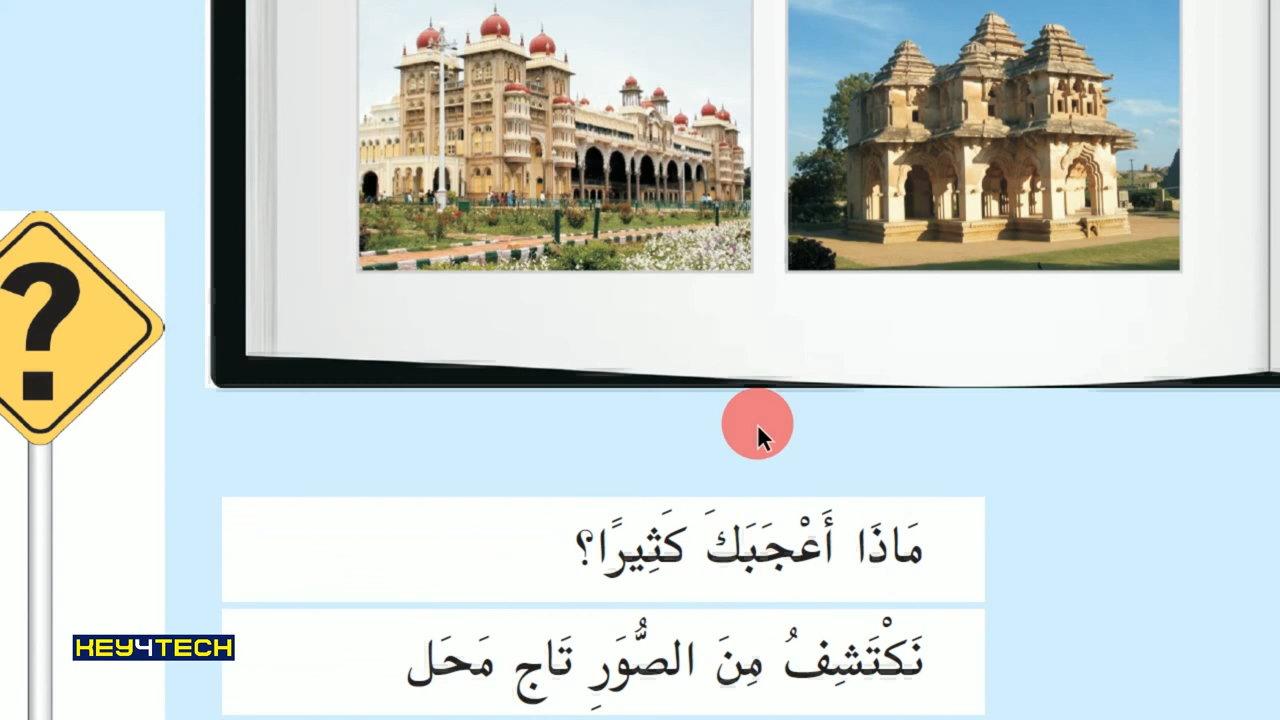 ?
مَاذَا أَعْجَبَكَ كَثِيرًا؟
نَكْتَشِفُ مِنَ الصُّوَرِ تَاج مَحَل
KEY4TECH